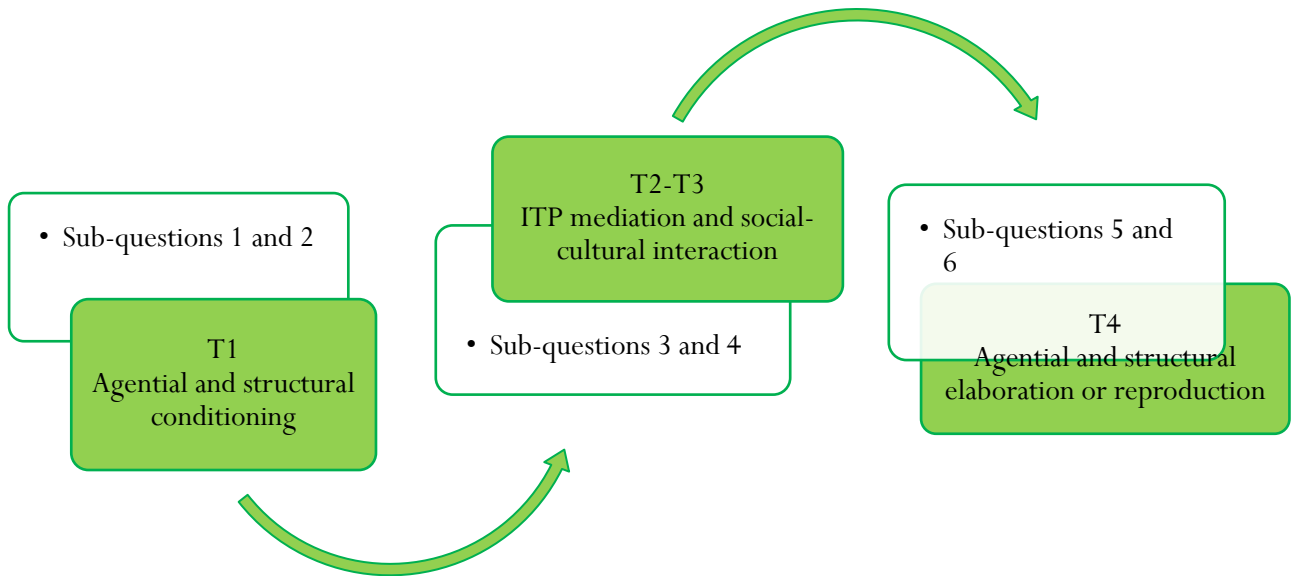 • Sub-questions 1 and 2
T1
Agential and structural
conditioning
T2-T3
ITP mediation and social-
cultural interaction
• Sub-questions 3 and 4
• Sub-questions 5 and
6
T4
Agential and structural
elaboration or reproduction